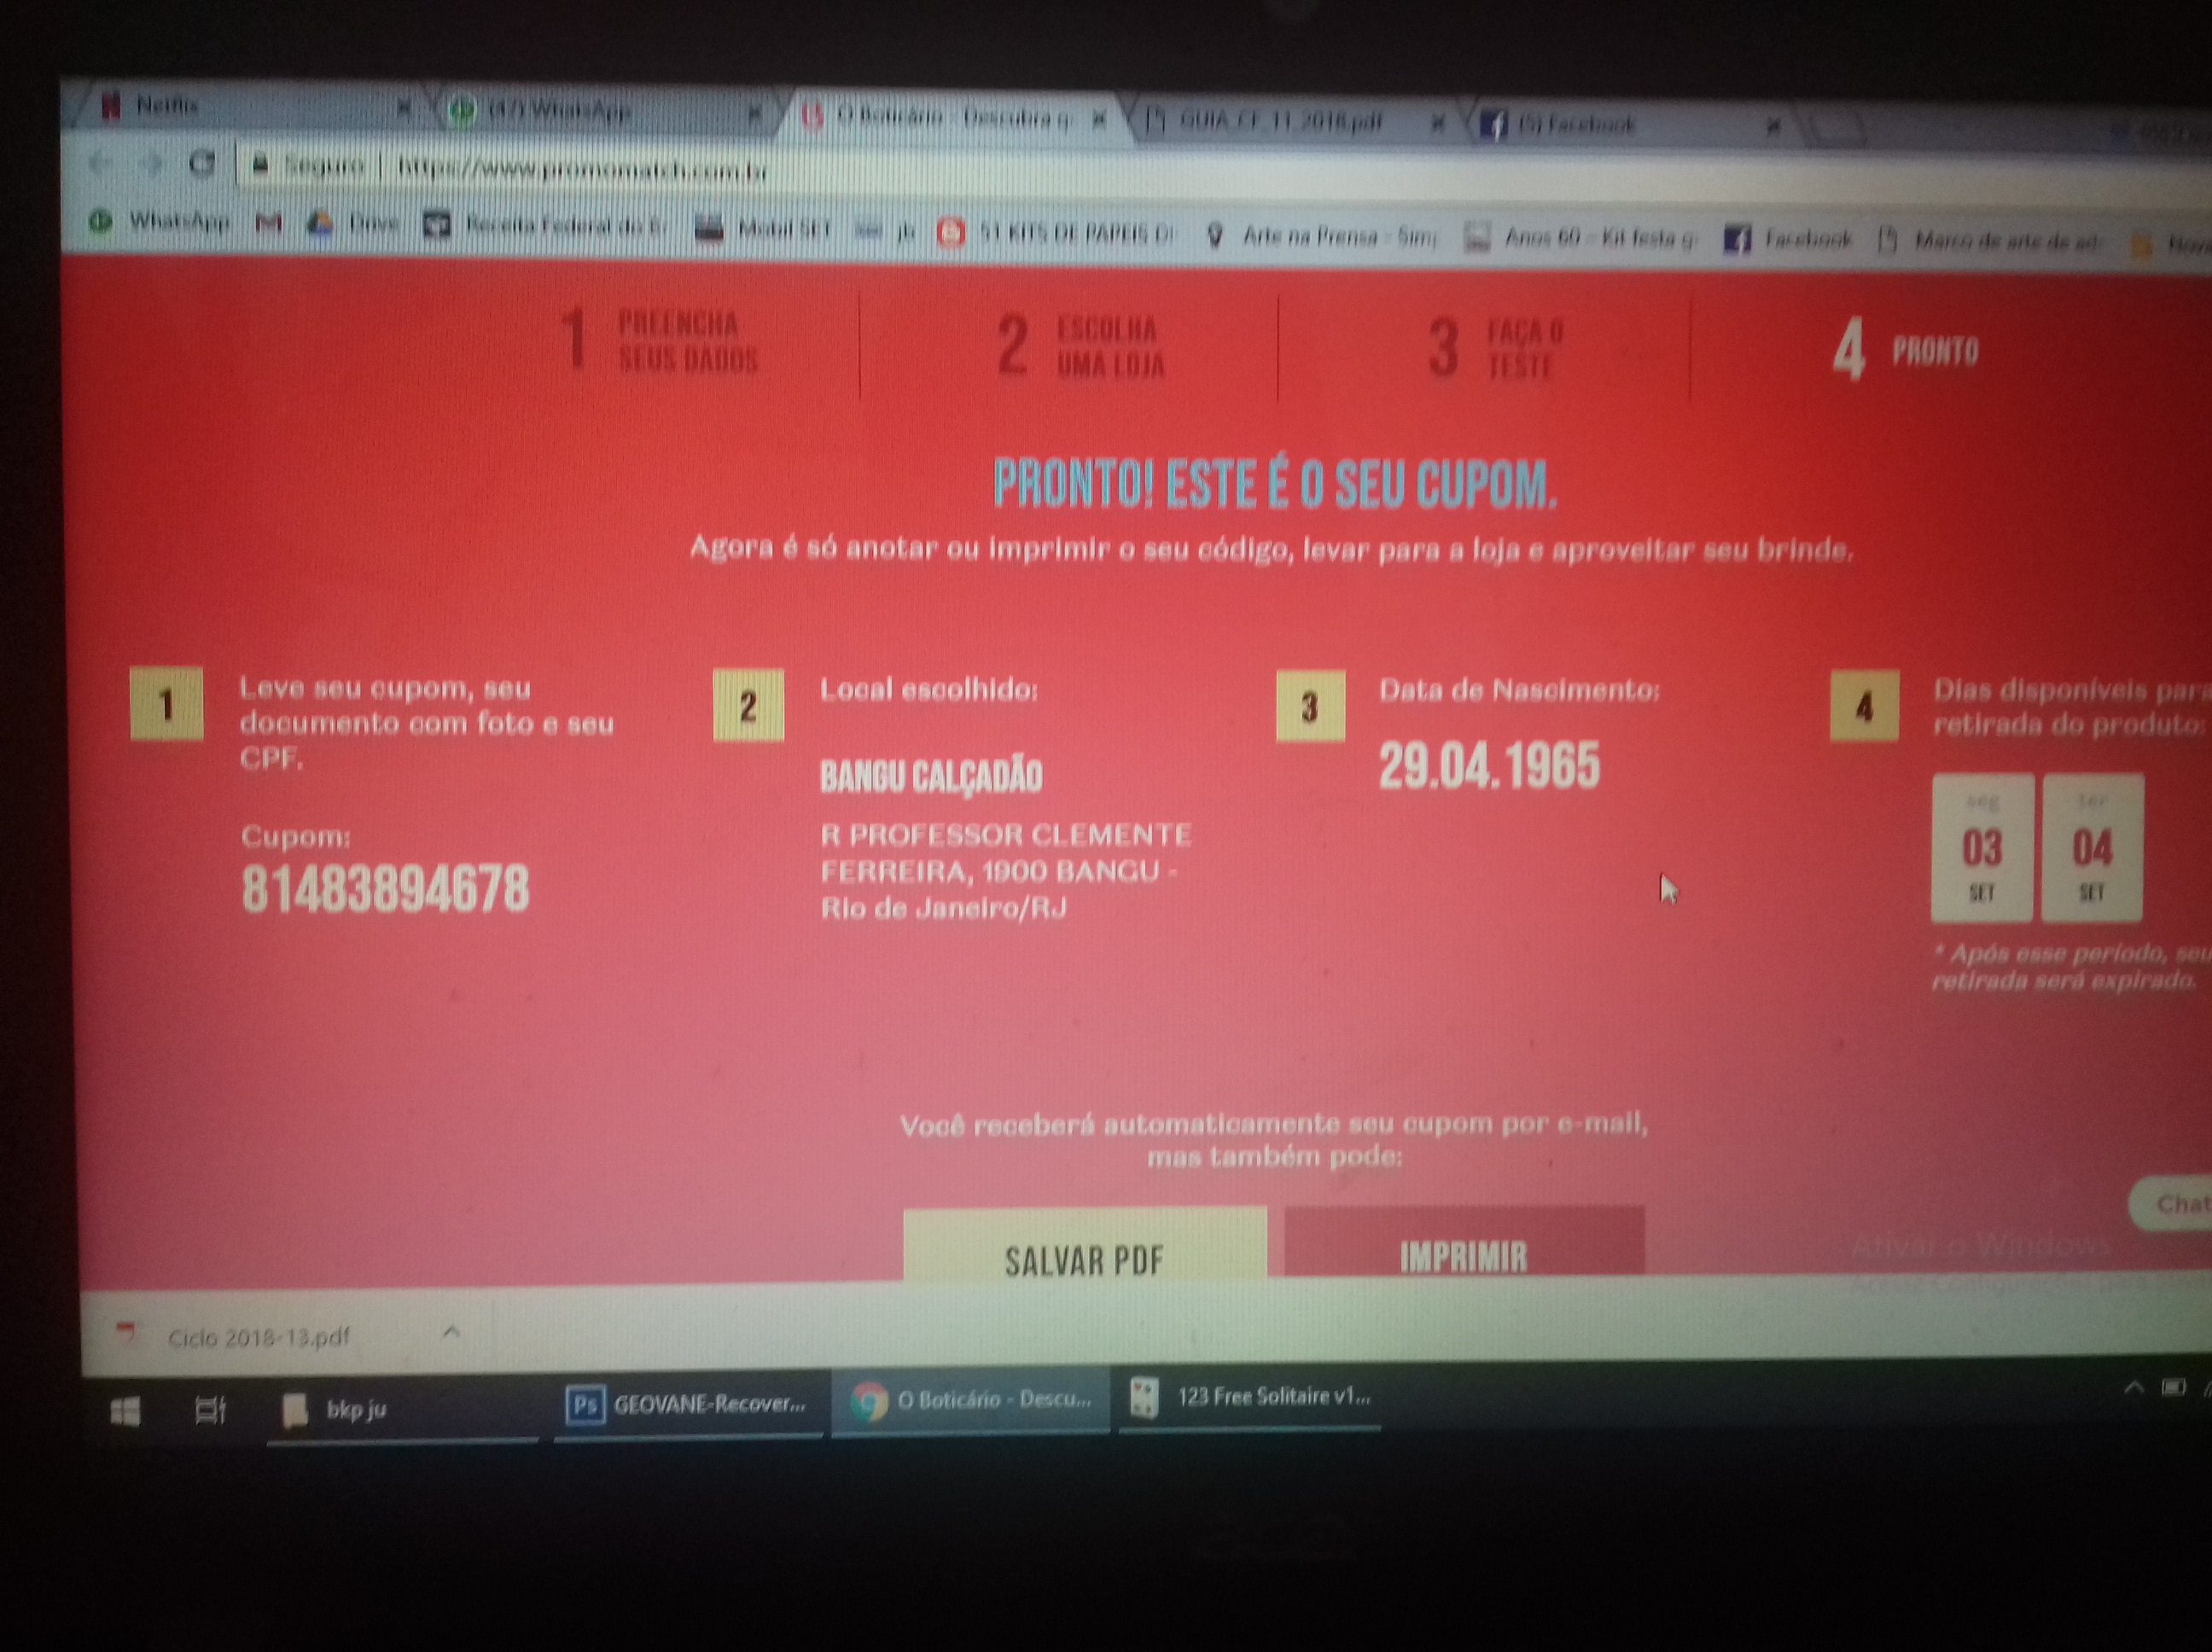 Netflix
(47) WhatsApp
O Boticário - Descubra q
GUIA_CF_11_2018.pdf
(5) Facebook
Seguro
https://www.promomatch.com.br
WhatsApp
Drive
Receita Federal do Br
Mobil SET
jb
51 KITS DE PAPEIS DI
Arte na Prensa - Simp
Anos 60 - Kit festa g
Facebook
Marco de arte de
1 PREENCHA
SEUS DADOS
2 ESCOLHA
UMA LOJA
3 FAÇA O
TESTE
4 PRONTO
PRONTO! ESTE É O SEU CUPOM.
Agora é só anotar ou imprimir o seu código, levar para a loja e aproveitar seu brinde.
1
Leve seu cupom, seu
documento com foto e seu
CPF.
Cupom:
81483894678
2
Local escolhido:
BANGU CALÇADÃO
R PROFESSOR CLEMENTE
FERREIRA, 1900 BANGU -
Rio de Janeiro/RJ
3
Data de Nascimento:
29.04.1965
4
Dias disponíveis para
retirada do produto:
seg
03
SET
ter
04
SET
* Após esse período, seu
retirada será expirado.
Você receberá automaticamente seu cupom por e-mail,
mas também pode:
SALVAR PDF
IMPRIMIR
Chat
Ativar o Windows
Ciclo 2018-13.pdf
bkp ju
Ps GEOVANE-Recover...
O Boticário - Descu...
123 Free Solitaire v1...